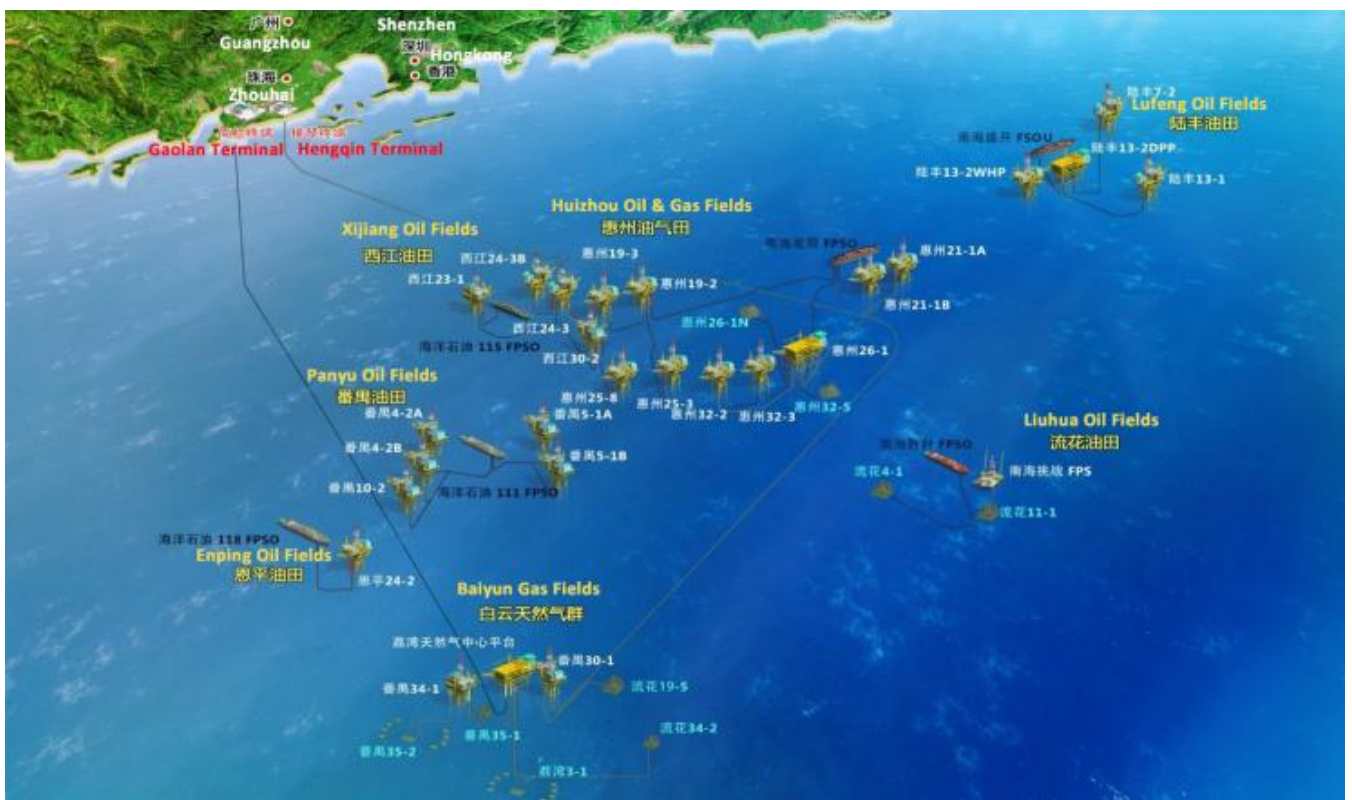 广州
Guangzhou
Shenzhen
深圳
Hongkong
香港
珠海
Zhouhai
高栏终端
横琴终端
Gaolan Terminal
Hengqin Terminal
陆丰7-2
Lufeng Oil Fields
陆丰油田
南海盛开 FSOU
陆丰13-2DPP
陆丰13-2WHP
陆丰13-1
Huizhou Oil & Gas Fields
惠州油气田
Xijiang Oil Fields
西江油田
西江24-3B
惠州19-3
西江23-1
惠州19-2
FPSO
惠州21-1A
惠州21-1B
惠州26-1N
西江24-3
海洋石油 115 FPSO
西江30-2
惠州26-1
惠州25-8
惠州25-3
惠州32-2
惠州32-3
惠州32-5
Panyu Oil Fields
番禺油田
番禺4-2A
番禺5-1A
番禺4-2B
番禺5-1B
番禺10-2
海洋石油 111 FPSO
Liuhua Oil Fields
流花油田
南海胜利 FPSO
流花4-1
南海挑战 FPS
流花11-1
海洋石油 118 FPSO
Enping Oil Fields
恩平油田
恩平24-2
Baiyun Gas Fields
白云天然气群
荔湾天然气中心平台
番禺30-1
番禺34-1
流花19-5
番禺35-1
流花34-2
番禺35-2
荔湾3-1